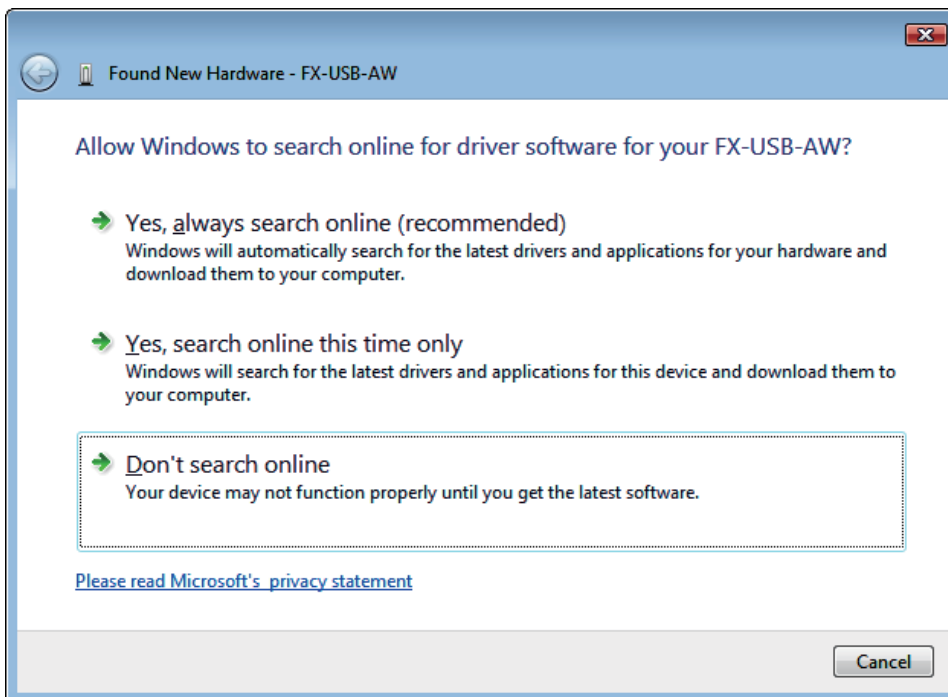 Found New Hardware - FX-USB-AW
Allow Windows to search online for driver software for your FX-USB-AW?
Yes, always search online (recommended)
Windows will automatically search for the latest drivers and applications for your hardware and
download them to your computer.
Yes, search online this time only
Windows will search for the latest drivers and applications for this device and download them to
your computer.
Don't search online
Your device may not function properly until you get the latest software.
Please read Microsoft's privacy statement
Cancel